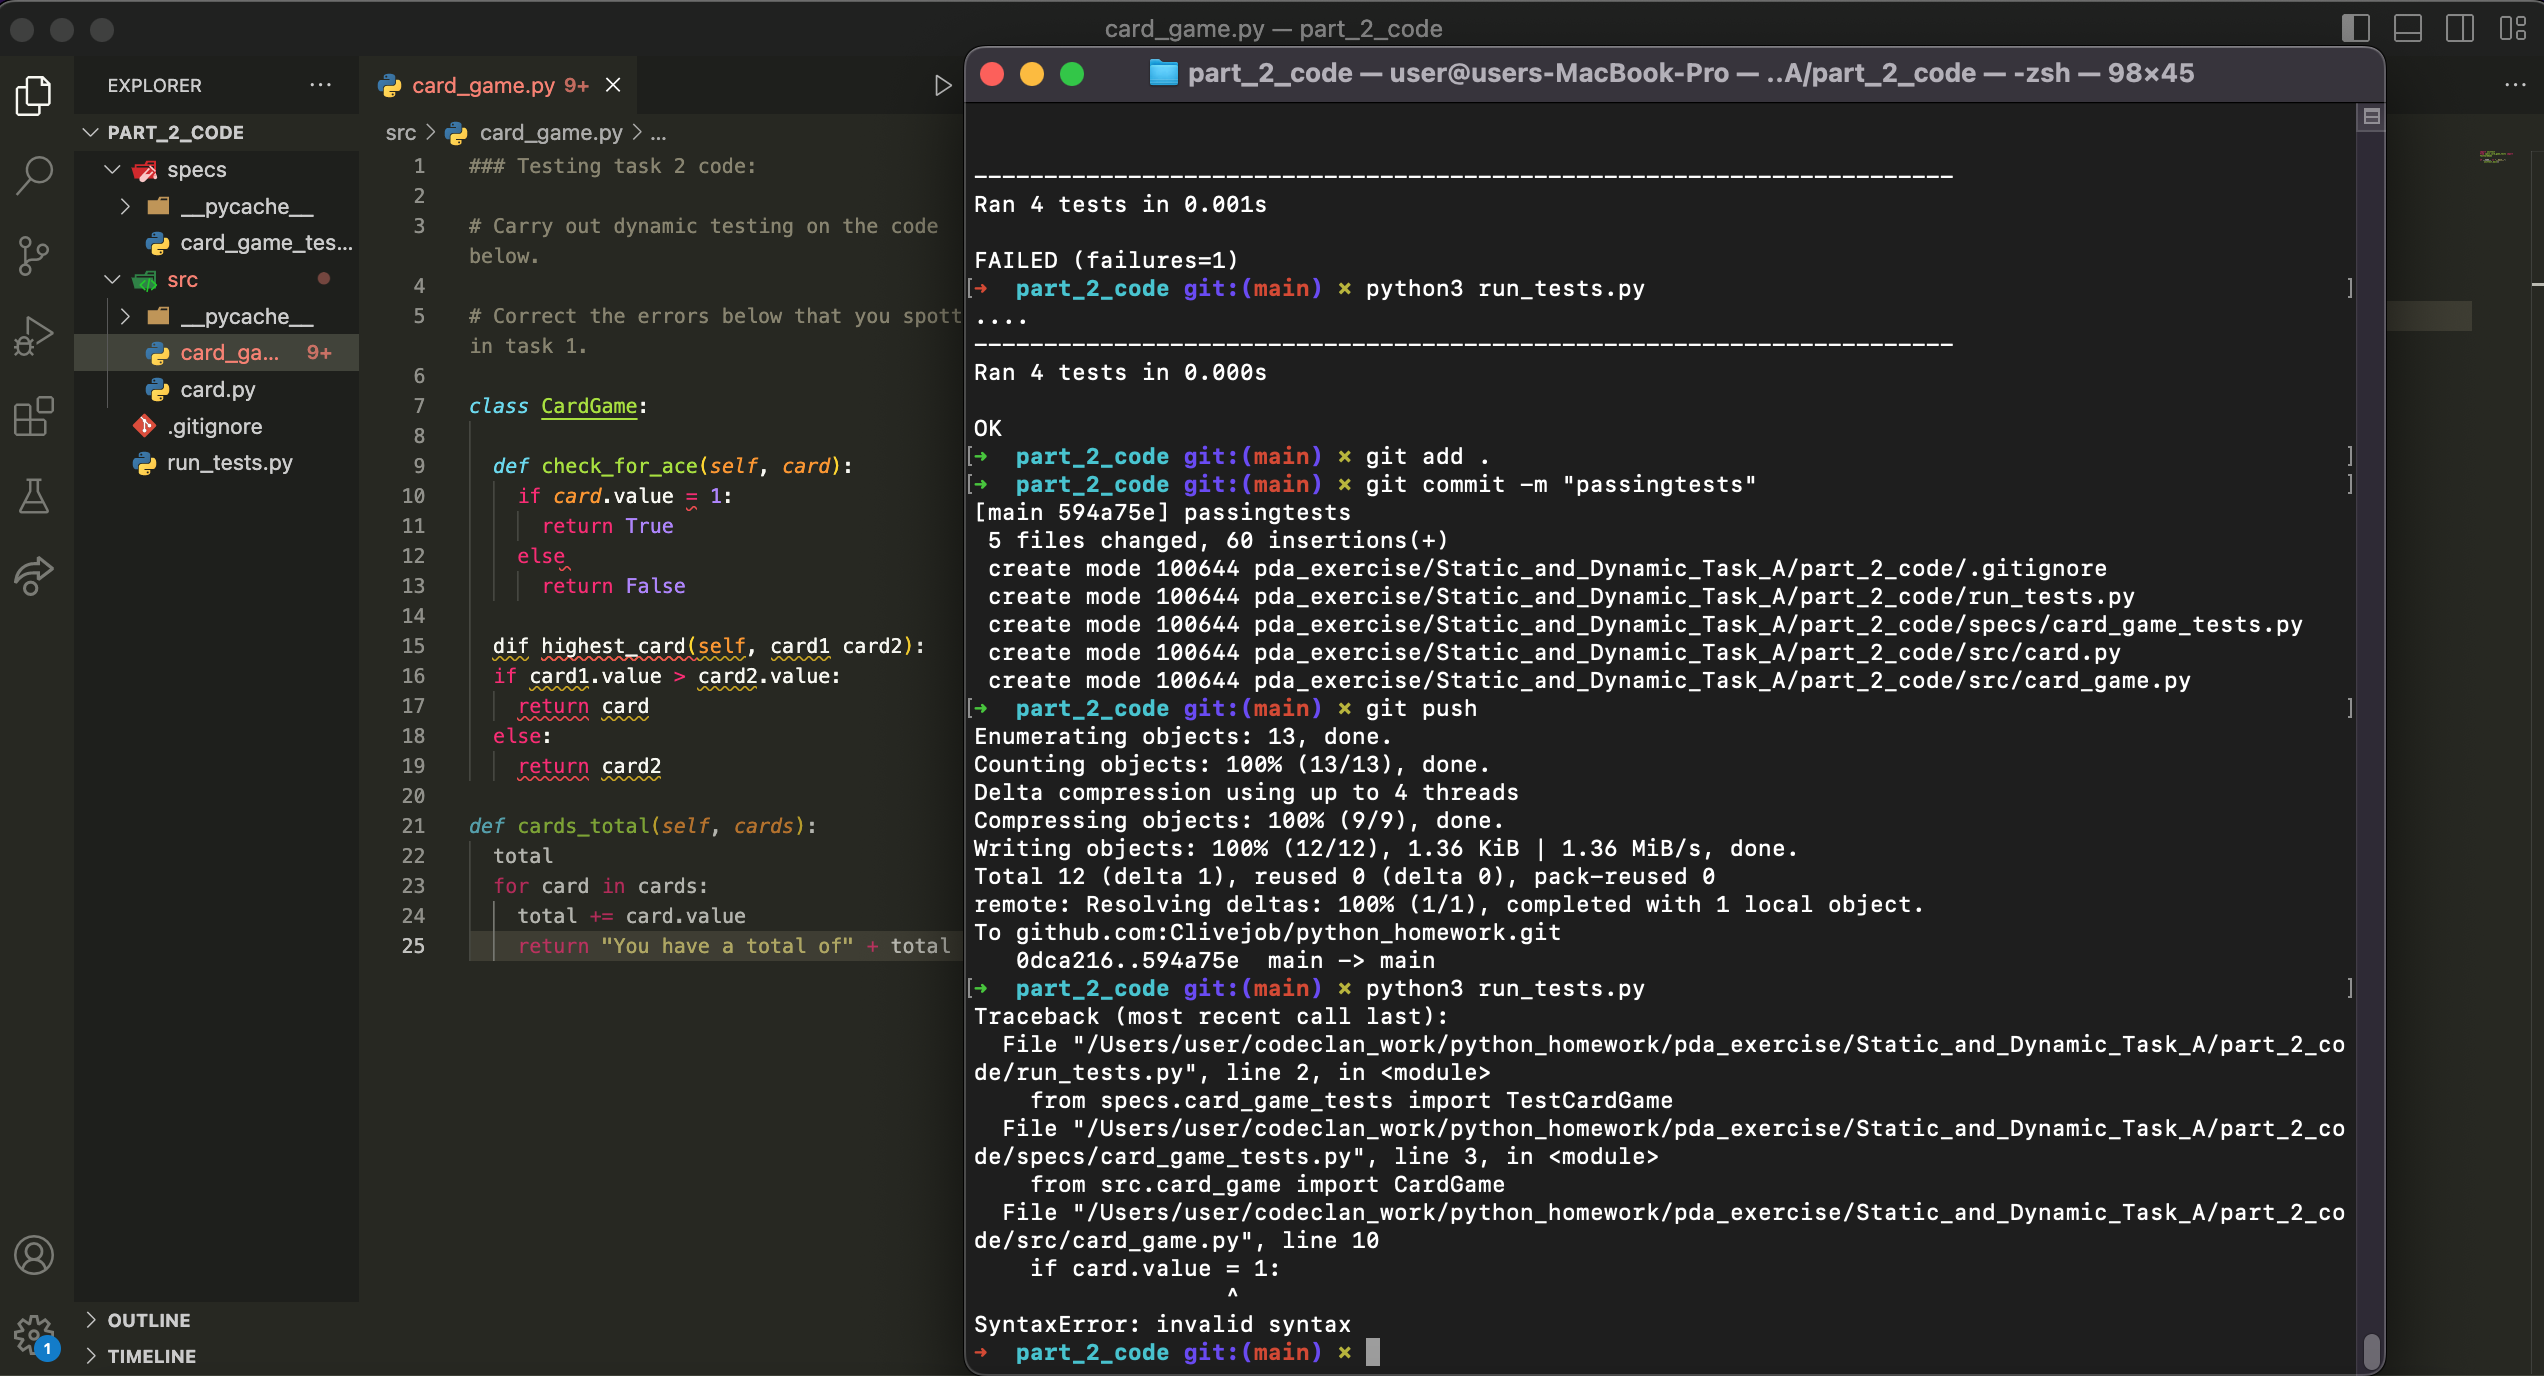 card_game.py — part_2_code
EXPLORER
PART_2_CODE
specs
__pycache__
card_game_tes...
src
__pycache__
card_ga... 9+
card.py
.gitignore
run_tests.py
OUTLINE
TIMELINE
1
card_game.py 9+
src > card_game.py > ...
1 ### Testing task 2 code:
2
3 # Carry out dynamic testing on the code
below.
4
5 # Correct the errors below that you spott
in task 1.
6
7 class CardGame:
8
9 def check_for_ace(self, card):
10 if card.value = 1:
11 return True
12 else
13 return False
14
15 dif highest_card(self, card1 card2):
16 if card1.value > card2.value:
17 return card
18 else:
19 return card2
20
21 def cards_total(self, cards):
22 total
23 for card in cards:
24 total += card.value
25 return "You have a total of" + total
part_2_code — user@users-MacBook-Pro — ..A/part_2_code — -zsh — 98×45
----------------------------------------------------------------------
Ran 4 tests in 0.001s
FAILED (failures=1)
[→ part_2_code git:(main) × python3 run_tests.py ]
....
----------------------------------------------------------------------
Ran 4 tests in 0.000s
OK
[→ part_2_code git:(main) × git add . ]
[→ part_2_code git:(main) × git commit -m "passingtests" ]
[main 594a75e] passingtests
5 files changed, 60 insertions(+)
create mode 100644 pda_exercise/Static_and_Dynamic_Task_A/part_2_code/.gitignore
create mode 100644 pda_exercise/Static_and_Dynamic_Task_A/part_2_code/run_tests.py
create mode 100644 pda_exercise/Static_and_Dynamic_Task_A/part_2_code/specs/card_game_tests.py
create mode 100644 pda_exercise/Static_and_Dynamic_Task_A/part_2_code/src/card.py
create mode 100644 pda_exercise/Static_and_Dynamic_Task_A/part_2_code/src/card_game.py
[→ part_2_code git:(main) × git push ]
Enumerating objects: 13, done.
Counting objects: 100% (13/13), done.
Delta compression using up to 4 threads
Compressing objects: 100% (9/9), done.
Writing objects: 100% (12/12), 1.36 KiB | 1.36 MiB/s, done.
Total 12 (delta 1), reused 0 (delta 0), pack-reused 0
remote: Resolving deltas: 100% (1/1), completed with 1 local object.
To github.com:Clivejob/python_homework.git
0dca216..594a75e main -> main
[→ part_2_code git:(main) × python3 run_tests.py ]
Traceback (most recent call last):
File "/Users/user/codeclan_work/python_homework/pda_exercise/Static_and_Dynamic_Task_A/part_2_co
de/run_tests.py", line 2, in <module>
from specs.card_game_tests import TestCardGame
File "/Users/user/codeclan_work/python_homework/pda_exercise/Static_and_Dynamic_Task_A/part_2_co
de/specs/card_game_tests.py", line 3, in <module>
from src.card_game import CardGame
File "/Users/user/codeclan_work/python_homework/pda_exercise/Static_and_Dynamic_Task_A/part_2_co
de/src/card_game.py", line 10
if card.value = 1:
^
SyntaxError: invalid syntax
→ part_2_code git:(main) ×